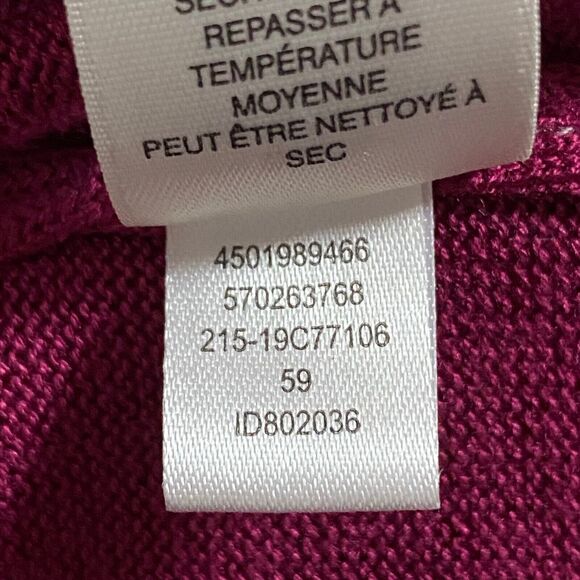 REPASSER À
TEMPÉRATURE
MOYENNE
PEUT ÊTRE NETTOYÉ À
SEC
4501989466
570263768
215-19C77106
59
ID802036